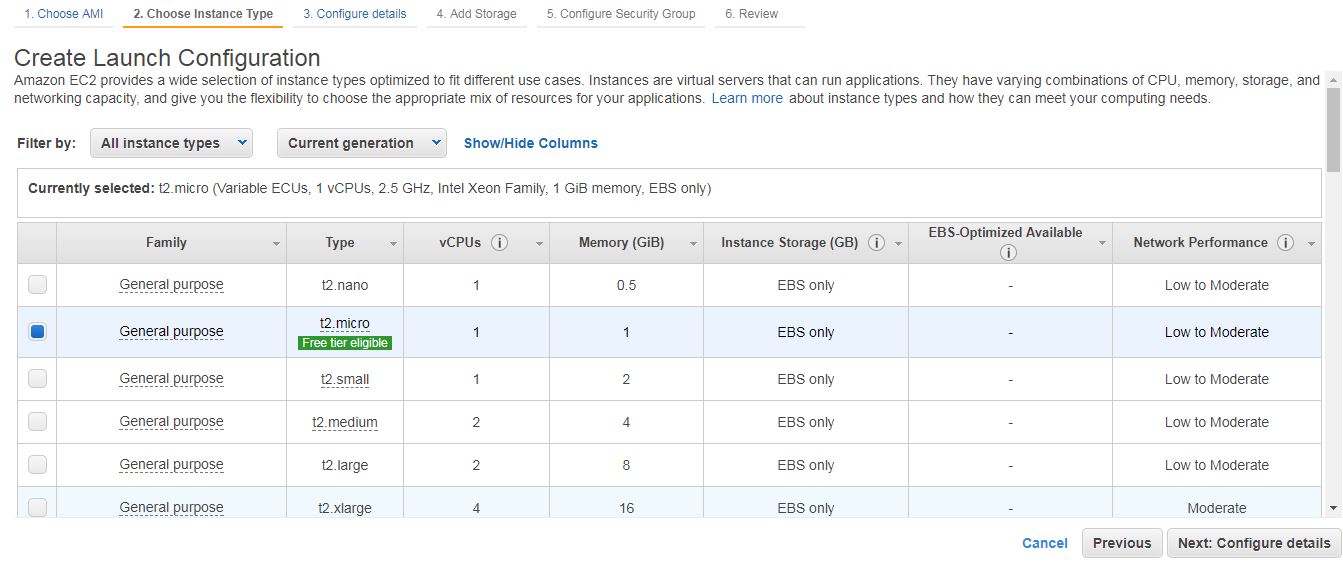 1. Choose AMI 2. Choose Instance Type 3. Configure details 4. Add Storage 5. Configure Security Group 6. Review
Create Launch Configuration
Amazon EC2 provides a wide selection of instance types optimized to fit different use cases. Instances are virtual servers that can run applications. They have varying combinations of CPU, memory, storage, and
networking capacity, and give you the flexibility to choose the appropriate mix of resources for your applications. Learn more about instance types and how they can meet your computing needs.
Filter by: All instance types Current generation Show/Hide Columns
Currently selected: t2.micro (Variable ECUs, 1 vCPUs, 2.5 GHz, Intel Xeon Family, 1 GiB memory, EBS only)
Family Type vCPUs i Memory (GiB) Instance Storage (GB) i EBS-Optimized Available i Network Performance i
General purpose t2.nano 1 0.5 EBS only - Low to Moderate
General purpose t2.micro 1 1 EBS only - Low to Moderate
Free tier eligible
General purpose t2.small 1 2 EBS only - Low to Moderate
General purpose t2.medium 2 4 EBS only - Low to Moderate
General purpose t2.large 2 8 EBS only - Low to Moderate
General purpose t2.xlarge 4 16 EBS only - Moderate
Cancel Previous Next: Configure details